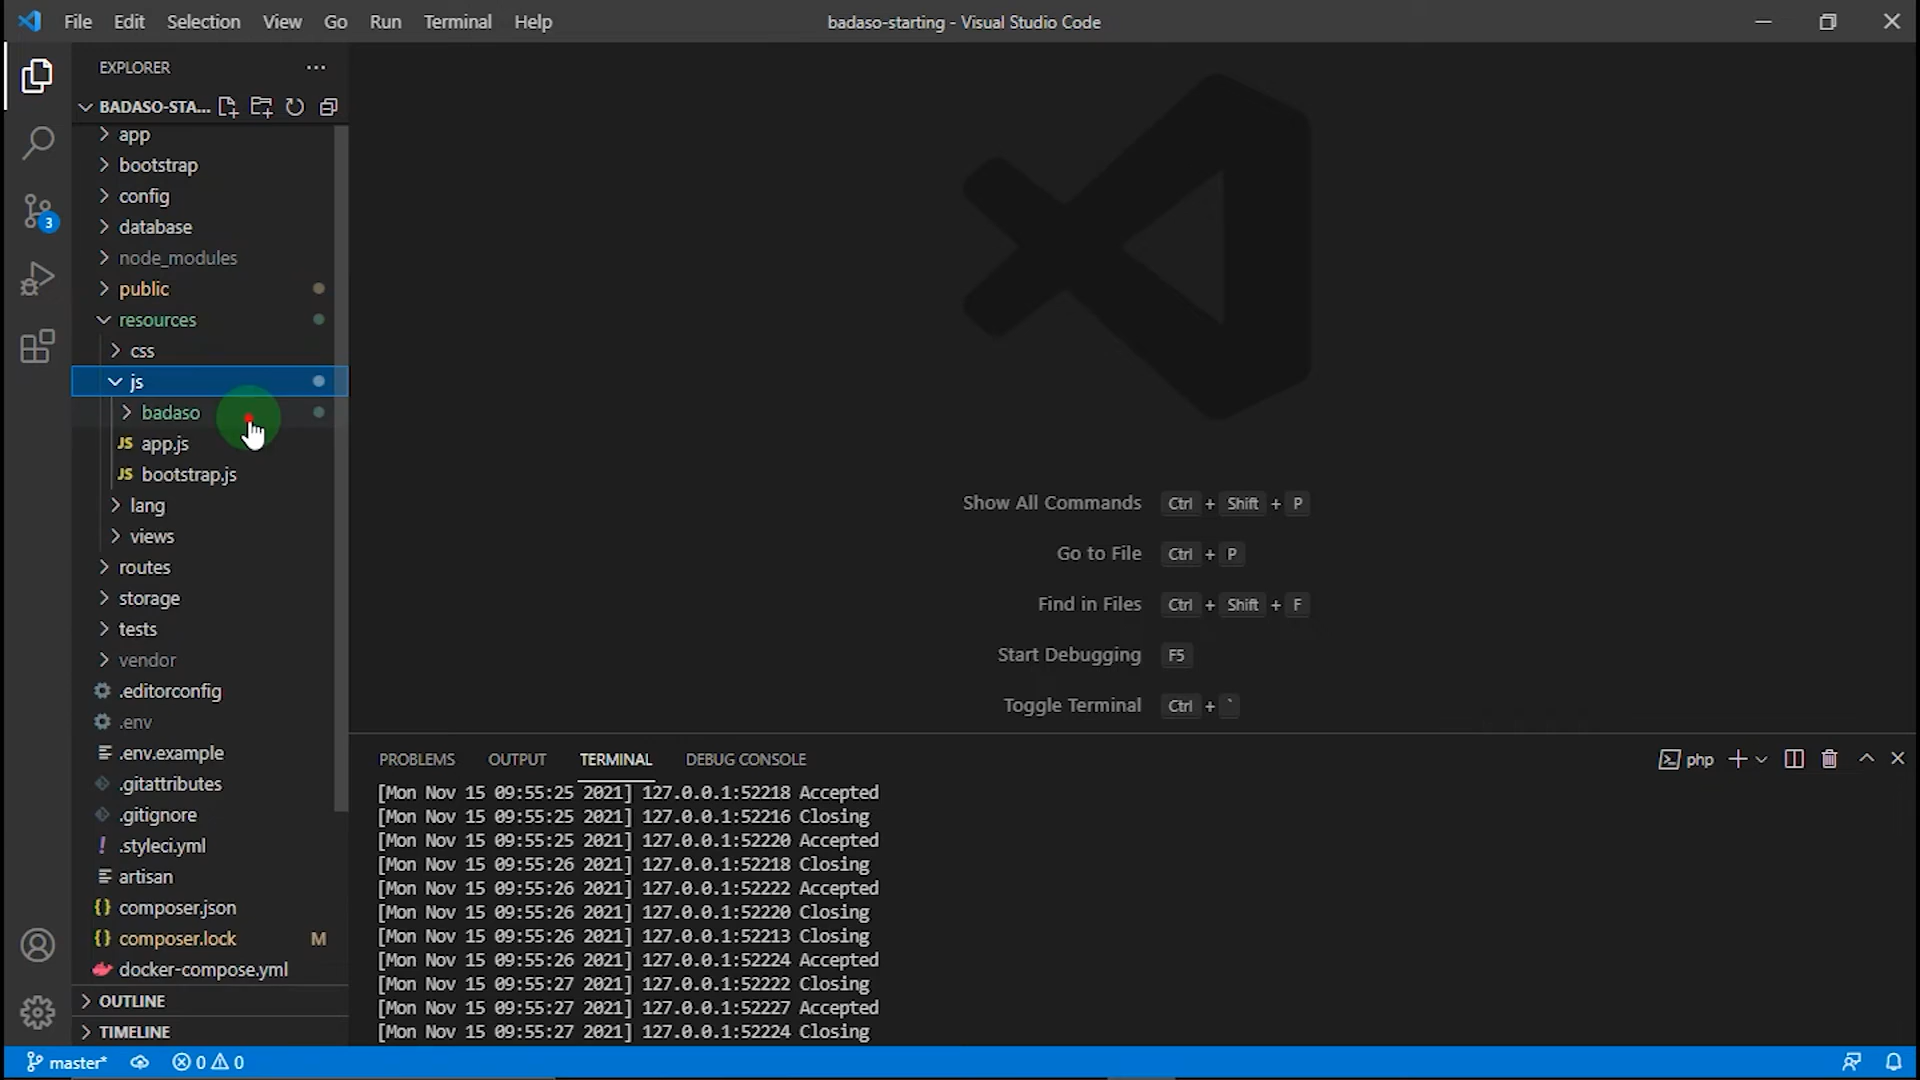 File Edit Selection View Go Run Terminal Help
badaso-starting - Visual Studio Code
EXPLORER
BADASO-STA...
app
bootstrap
config
database
node_modules
public
resources
css
js
badaso
JS app.js
JS bootstrap.js
lang
views
routes
storage
tests
vendor
.editorconfig
.env
.env.example
.gitattributes
.gitignore
! .styleci.yml
artisan
{} composer.json
{} composer.lock M
docker-compose.yml
OUTLINE
TIMELINE
3
Show All Commands Ctrl + Shift + P
Go to File Ctrl + P
Find in Files Ctrl + Shift + F
Start Debugging F5
Toggle Terminal Ctrl + `
PROBLEMS OUTPUT TERMINAL DEBUG CONSOLE
php
[Mon Nov 15 09:55:25 2021] 127.0.0.1:52218 Accepted
[Mon Nov 15 09:55:25 2021] 127.0.0.1:52216 Closing
[Mon Nov 15 09:55:25 2021] 127.0.0.1:52220 Accepted
[Mon Nov 15 09:55:26 2021] 127.0.0.1:52218 Closing
[Mon Nov 15 09:55:26 2021] 127.0.0.1:52222 Accepted
[Mon Nov 15 09:55:26 2021] 127.0.0.1:52220 Closing
[Mon Nov 15 09:55:26 2021] 127.0.0.1:52213 Closing
[Mon Nov 15 09:55:26 2021] 127.0.0.1:52224 Accepted
[Mon Nov 15 09:55:27 2021] 127.0.0.1:52222 Closing
[Mon Nov 15 09:55:27 2021] 127.0.0.1:52227 Accepted
[Mon Nov 15 09:55:27 2021] 127.0.0.1:52224 Closing
master* 0 0